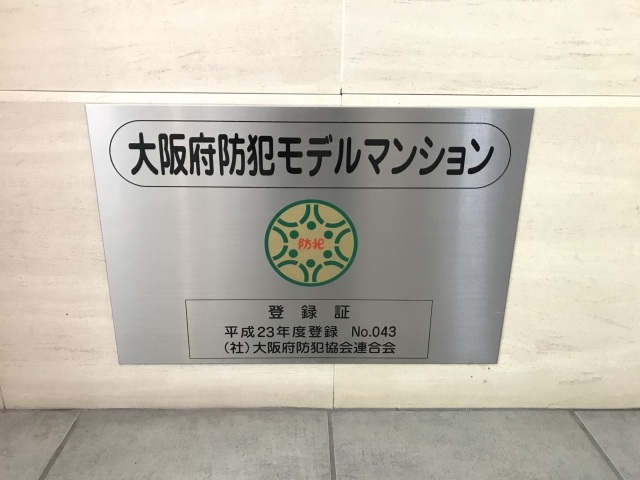 大阪府防犯モデルマンション
防犯
登録証
平成23年度登録 No.043
(社)大阪府防犯協会連合会